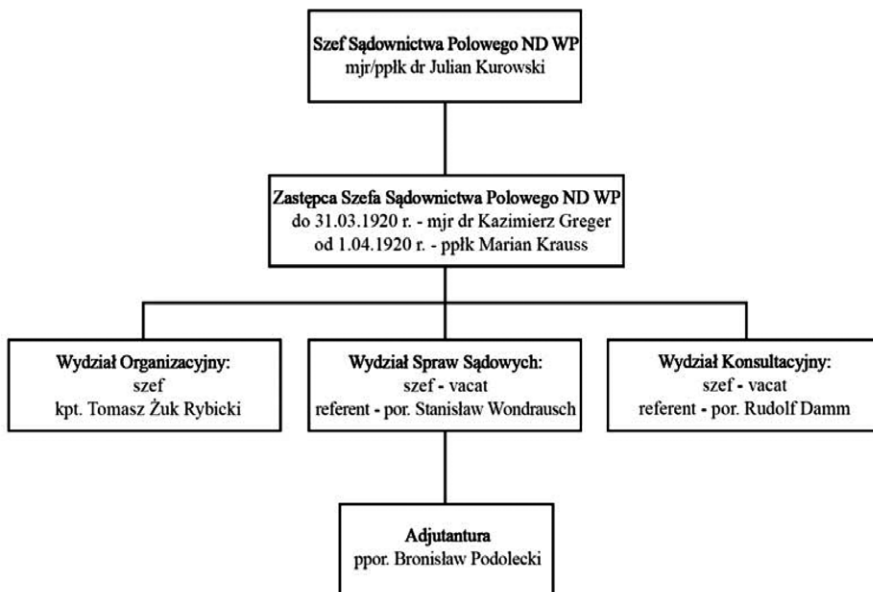 Szef Sądownictwa Polowego ND WP
mjr/ppłk dr Julian Kurowski
Zastępca Szefa Sądownictwa Polowego ND WP
do 31.03.1920 r. - mjr dr Kazimierz Greger
od 1.04.1920 r. - ppłk Marian Krauss
Wydział Organizacyjny:
szef
kpt. Tomasz Żuk Rybicki
Wydział Spraw Sądowych:
szef - vacat
referent - por. Stanisław Wondrausch
Wydział Konsultacyjny:
szef - vacat
referent - por. Rudolf Damm
Adjutantura
ppor. Bronisław Podolecki